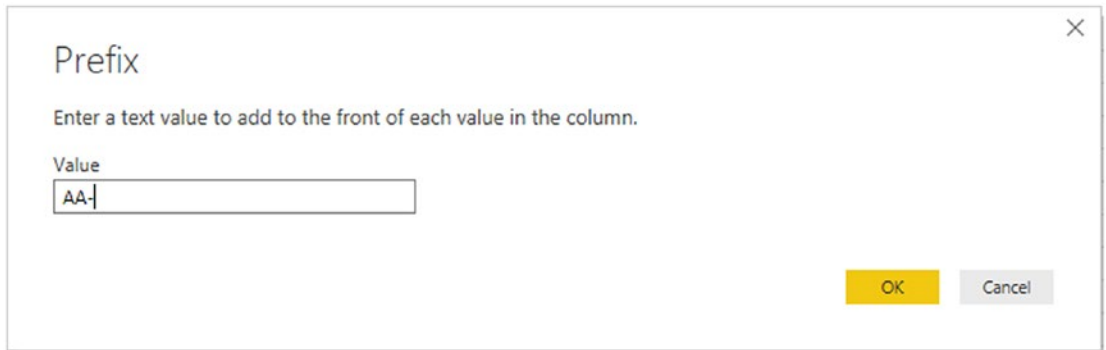 Prefix
Enter a text value to add to the front of each value in the column.
Value
AA-
OK
Cancel